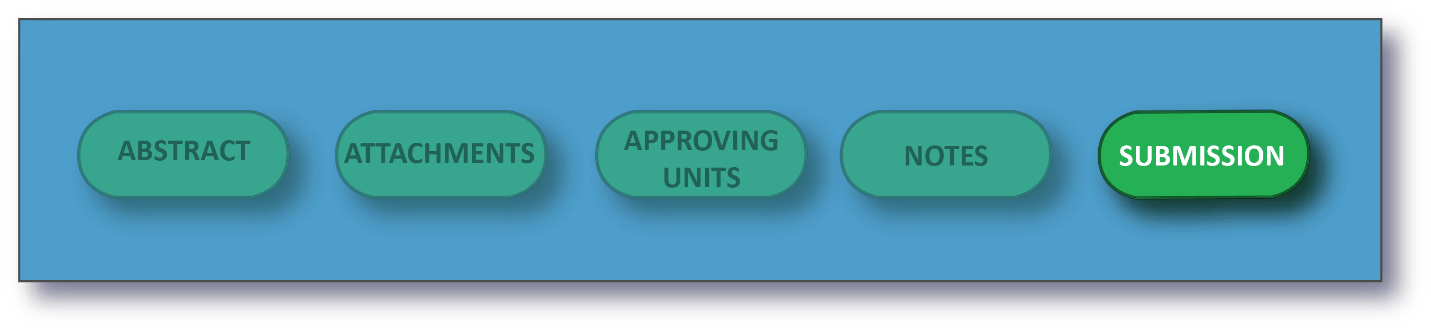 ABSTRACT
ATTACHMENTS
APPROVING
UNITS
NOTES
SUBMISSION